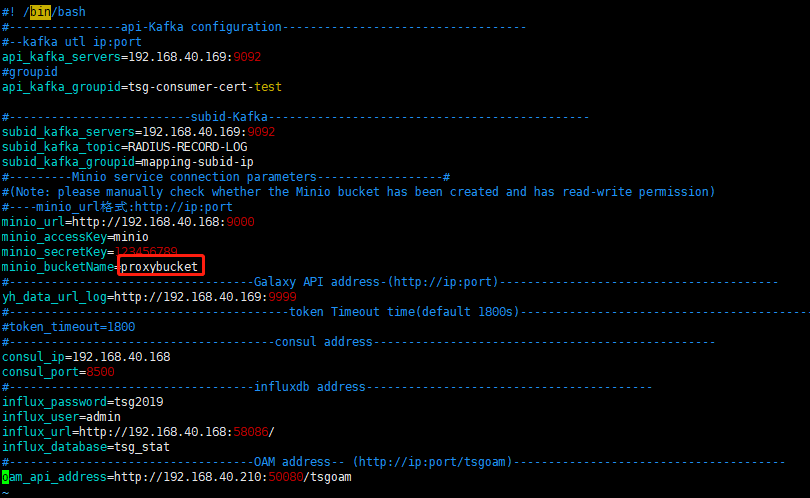 #! /bin/bash
#----------------api-Kafka configuration-----------------------------------
#--kafka utl ip:port
api_kafka_servers=192.168.40.169:9092
#groupid
api_kafka_groupid=tsg-consumer-cert-test
#--------------------------subid-Kafka----------------------------------------------
subid_kafka_servers=192.168.40.169:9092
subid_kafka_topic=RADIUS-RECORD-LOG
subid_kafka_groupid=mapping-subid-ip
#---------Minio service connection parameters------------------#
#(Note: please manually check whether the Minio bucket has been created and has read-write permission)
#----minio_url格式:http://ip:port
minio_url=http://192.168.40.168:9000
minio_accessKey=minio
minio_secretKey=123456789
minio_bucketName=proxybucket
#-----------------------------------Galaxy API address-(http://ip:port)----------------------------------------
yh_data_url_log=http://192.168.40.169:9999
#----------------------------------------token Timeout time(default 1800s)------------------------------------------
#token_timeout=1800
#--------------------------------------consul address-------------------------------------------------
consul_ip=192.168.40.168
consul_port=8500
#-----------------------------------influxdb address-----------------------------------------
influx_password=tsg2019
influx_user=admin
influx_url=http://192.168.40.168:58086/
influx_database=tsg_stat
#-----------------------------------OAM address-- (http://ip:port/tsgoam)---------------------------------------
oam_api_address=http://192.168.40.210:50080/tsgoam
~